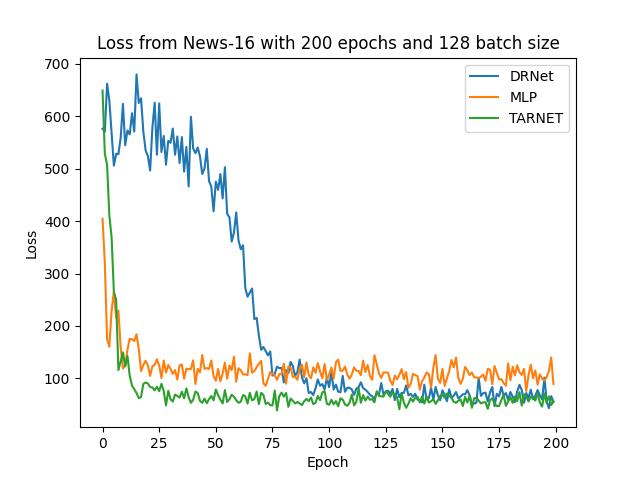 Loss from News-16 with 200 epochs and 128 batch size
700
600
500
400
300
200
100
Loss
DRNet
MLP
TARNET
0 25 50 75 100 125 150 175 200
Epoch